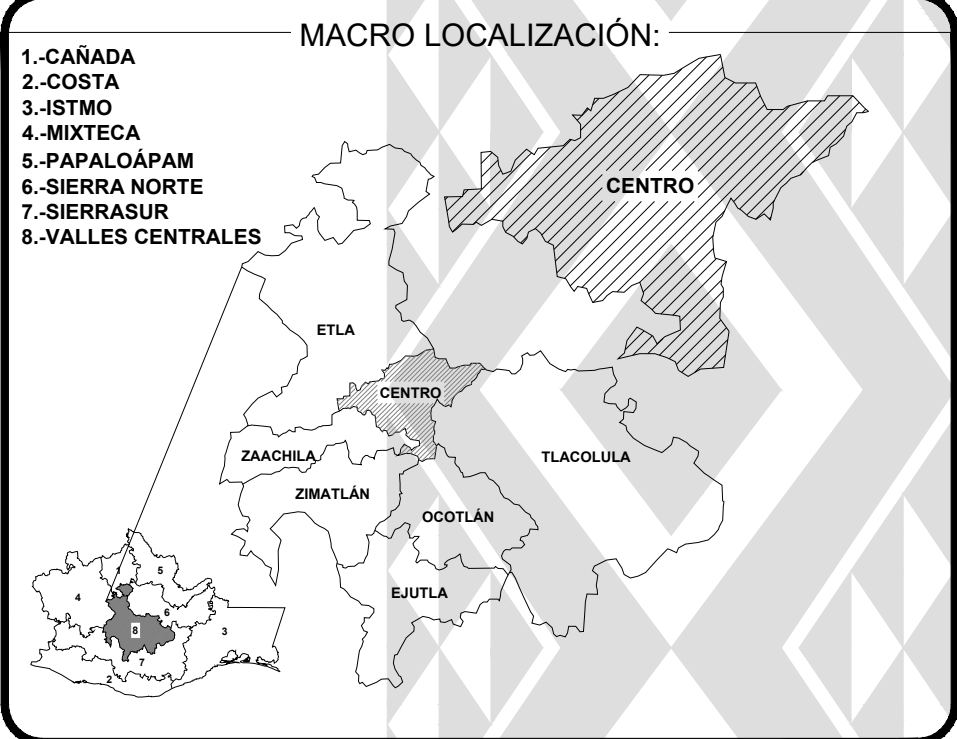 MACRO LOCALIZACIÓN:
1.-CAÑADA
2.-COSTA
3.-ISTMO
4.-MIXTECA
5.-PAPALOÁPAM
6.-SIERRA NORTE
7.-SIERRASUR
8.-VALLES CENTRALES
CENTRO
ETLA
CENTRO
ZAACHILA
TLACOLULA
ZIMATLÁN
OCOTLÁN
EJUTLA
1
5
4
6
8
3
7
2